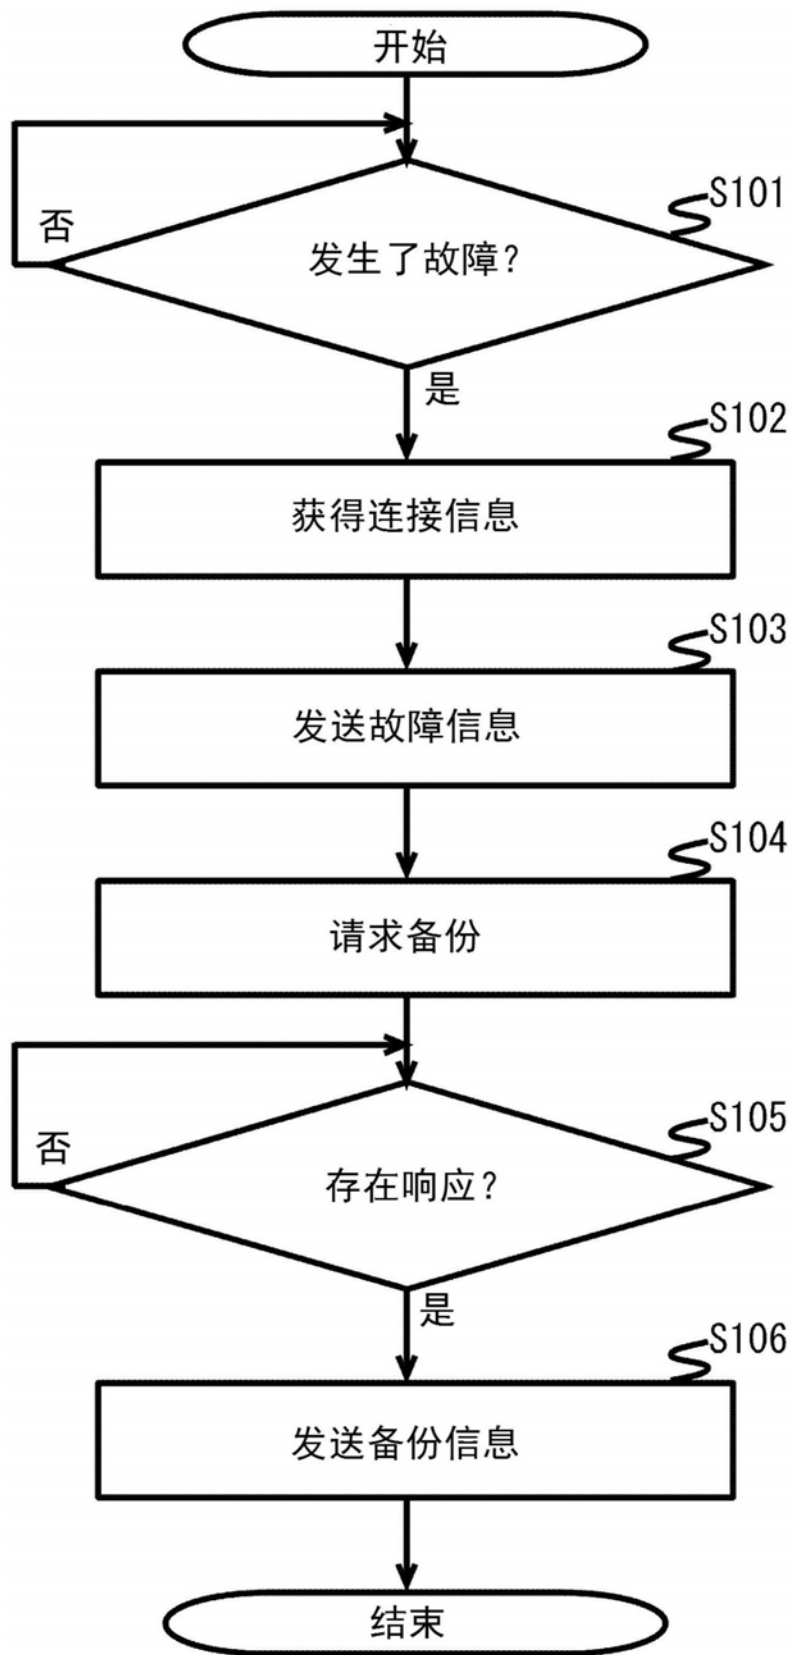 开始
S101
否
发生了故障?
是
S102
获得连接信息
S103
发送故障信息
S104
请求备份
S105
否
存在响应?
是
S106
发送备份信息
结束